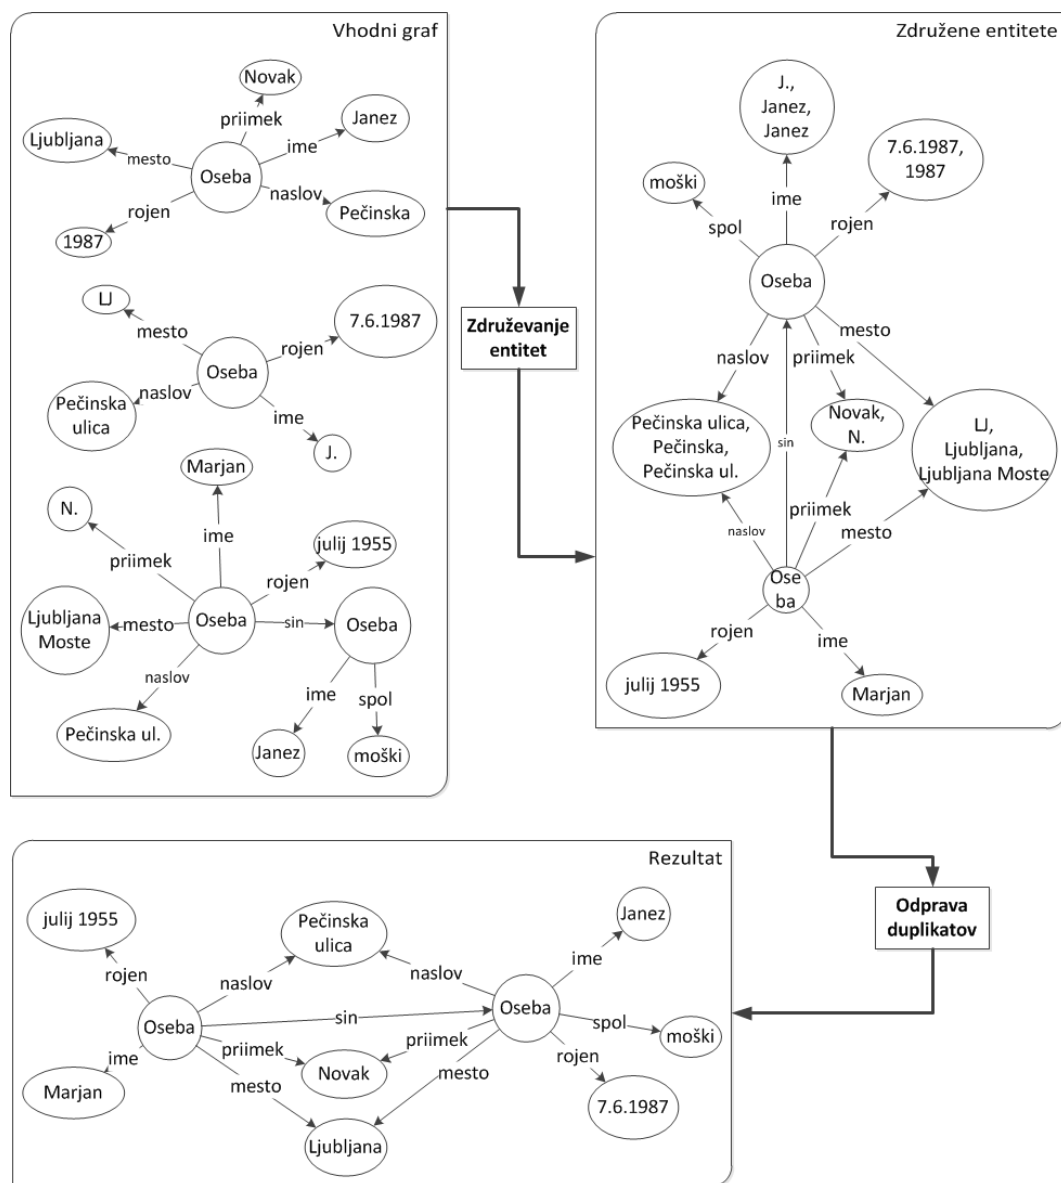 Vhodni graf
Novak
priimek
Janez
ime
Ljubljana
mesto
Oseba
naslov
rojen
Pečinska
1987
LJ
mesto
7.6.1987
rojen
Oseba
naslov
Pečinska
ulica
ime
J.
Marjan
N.
ime
priimek
julij 1955
rojen
Ljubljana
Moste
mesto
Oseba
sin
Oseba
naslov
ime
spol
Pečinska ul.
Janez
moški
Združevanje
entitet
Združene entitete
J.,
Janez,
Janez
7.6.1987,
1987
moški
ime
spol
rojen
Oseba
mesto
naslov
priimek
Pečinska ulica,
Pečinska,
Pečinska ul.
sin
Novak,
N.
LJ,
Ljubljana,
Ljubljana Moste
naslov
priimek
mesto
Ose
ba
rojen
ime
julij 1955
Marjan
Odprava
duplikatov
Rezultat
julij 1955
Pečinska
ulica
Janez
rojen
naslov
naslov
ime
Oseba
sin
Oseba
spol
moški
ime
priimek
priimek
rojen
Marjan
mesto
Novak
mesto
7.6.1987
Ljubljana